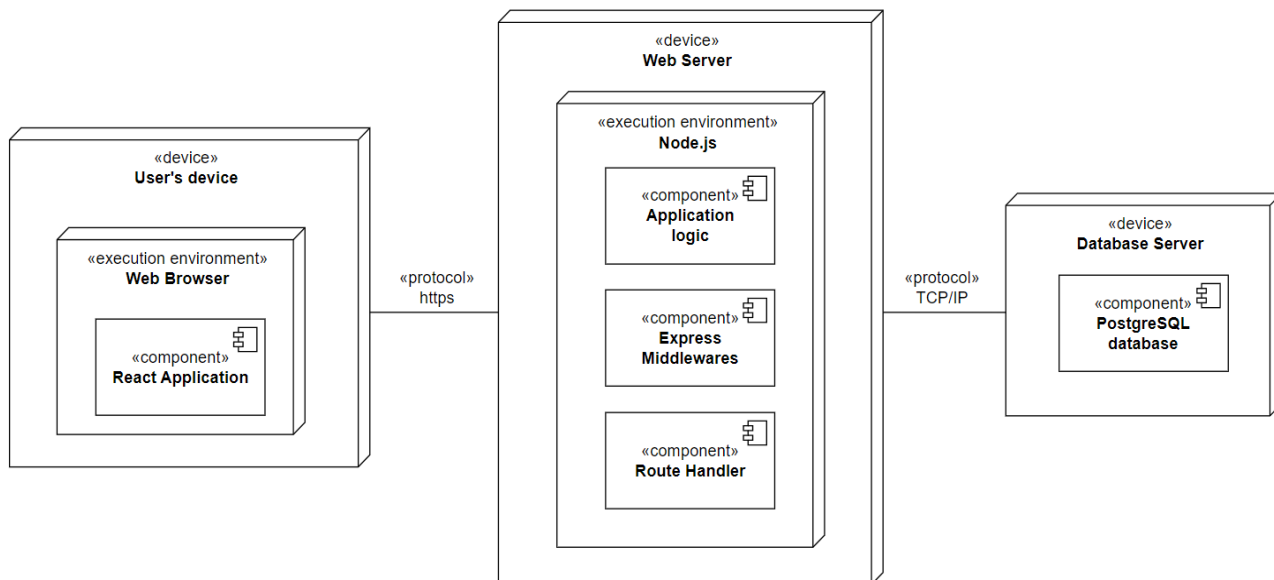 «device»
User's device
«execution environment»
Web Browser
«component»
React Application
«protocol»
https
«device»
Web Server
«execution environment»
Node.js
«component»
Application
logic
«component»
Express
Middlewares
«component»
Route Handler
«protocol»
TCP/IP
«device»
Database Server
«component»
PostgreSQL
database